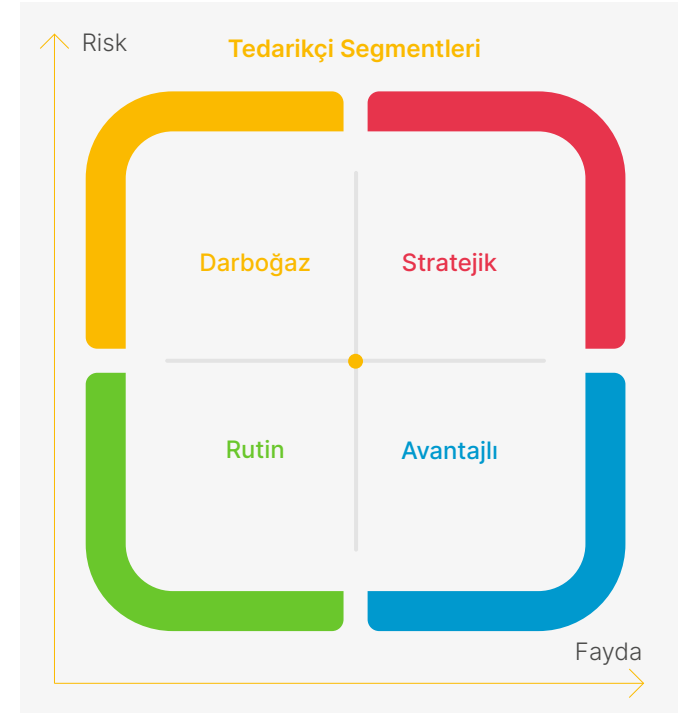 Risk
Tedarikçi Segmentleri
Darboğaz
Stratejik
Rutin
Avantajlı
Fayda